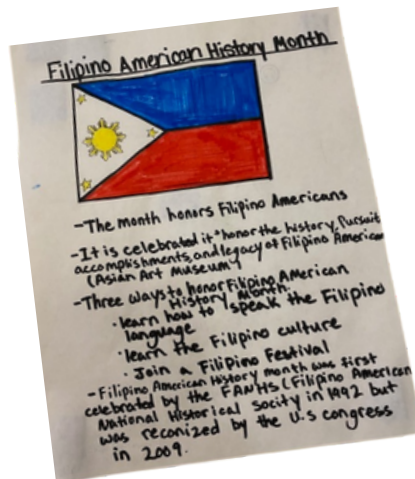 Filipino American History Month
-The month honors Filipino Americans
-It is celebrated it "honor the history, Pursuit
accomplishments, and legacy of Filipino American
(Asian Art Museum)
-Three ways to honor Filipino American
History Month.
·learn how to speak the Filipino
language
·learn the Filipino culture
·Join a Filipino Festival
-Filipino American History month was first
celebrated by the FANHS (Filipino American
National Historical socity in 1992 but
was reconized by the U.S congress
in 2009.